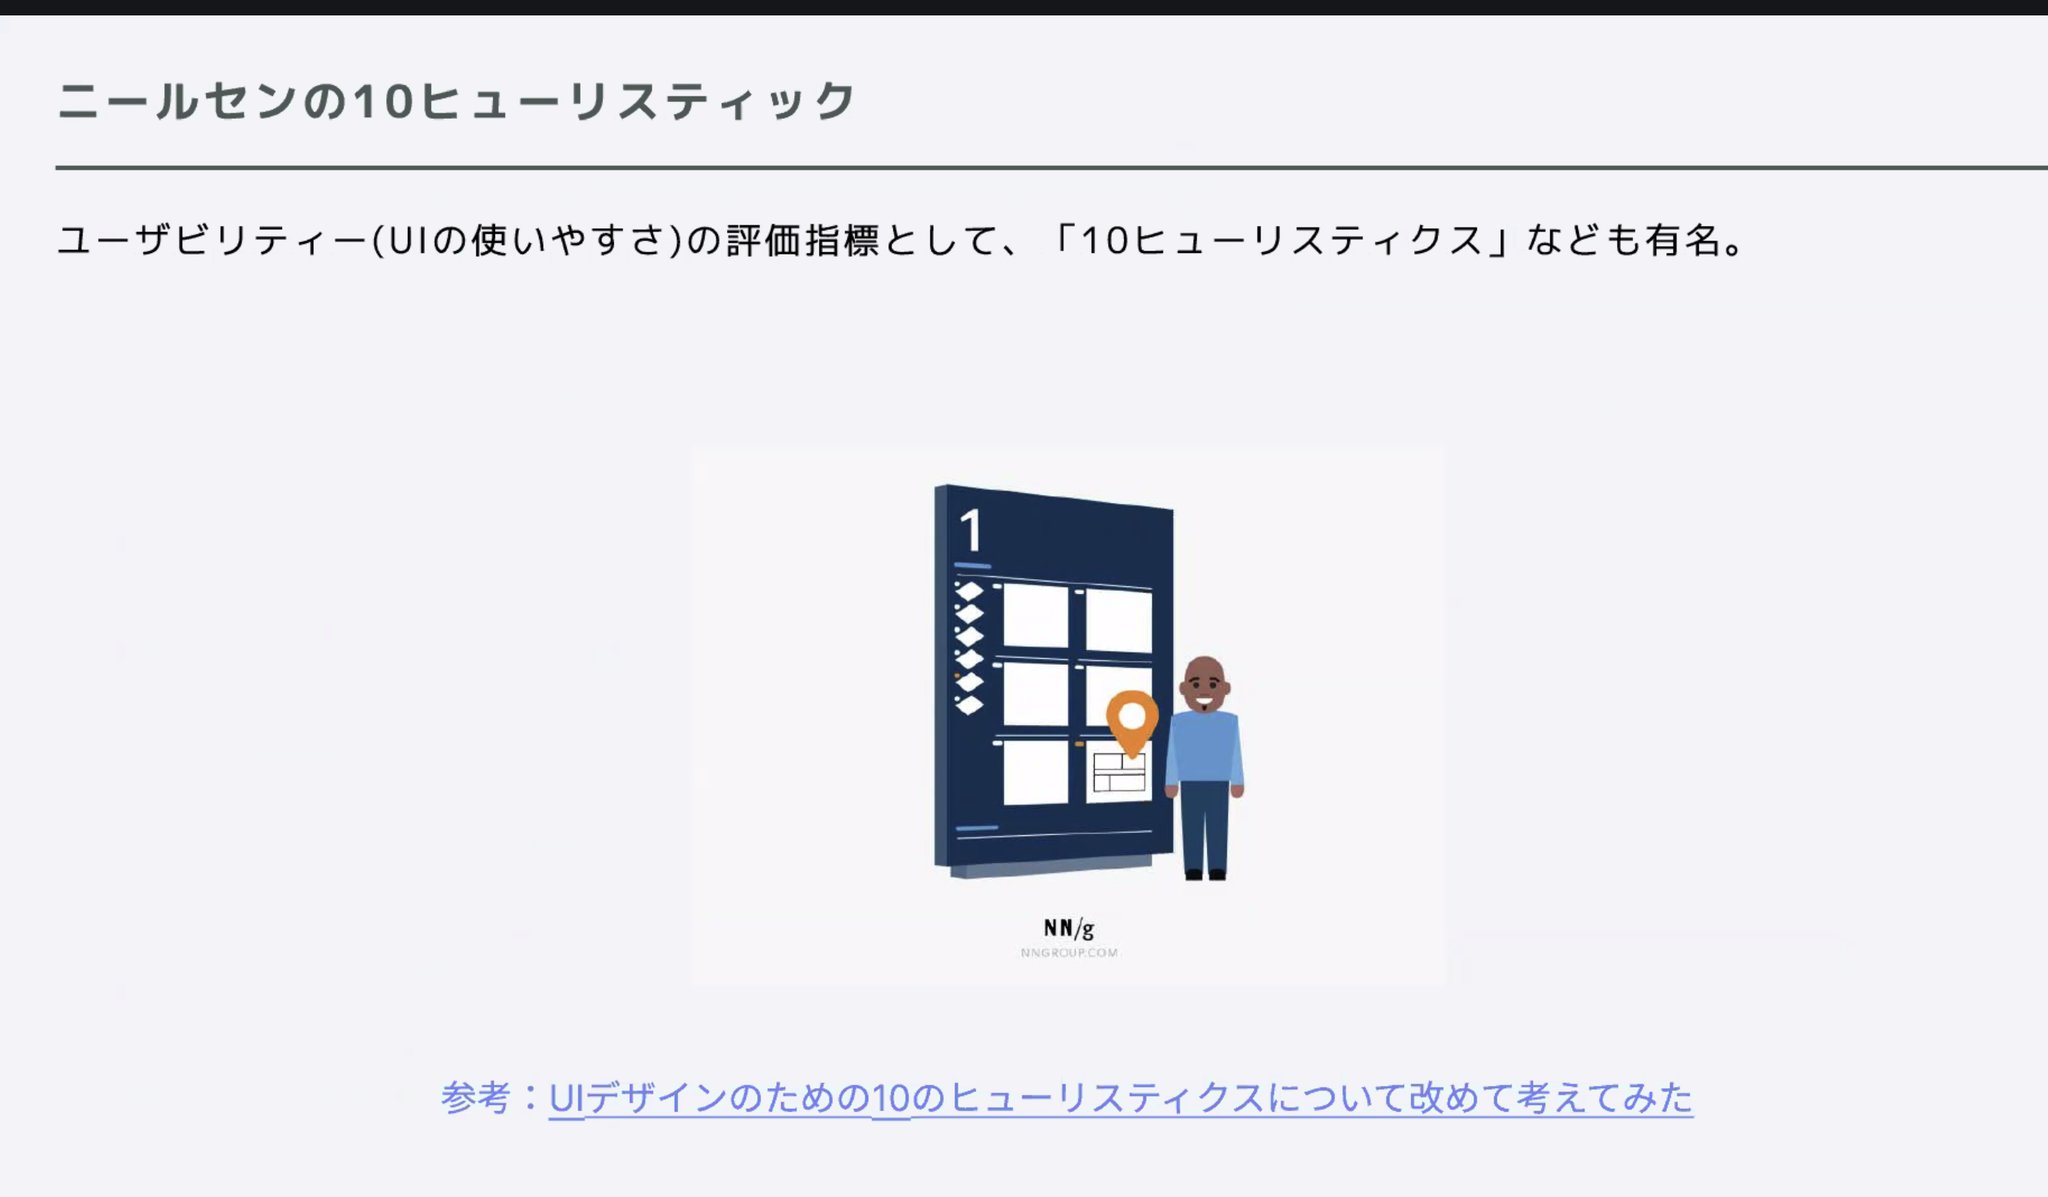 ニールセンの10ヒューリスティック
ユーザビリティー(UIの使いやすさ)の評価指標として、「10ヒューリスティクス」なども有名。
1
NN/g
NNGROUP.COM
参考：UIデザインのための10のヒューリスティクスについて改めて考えてみた